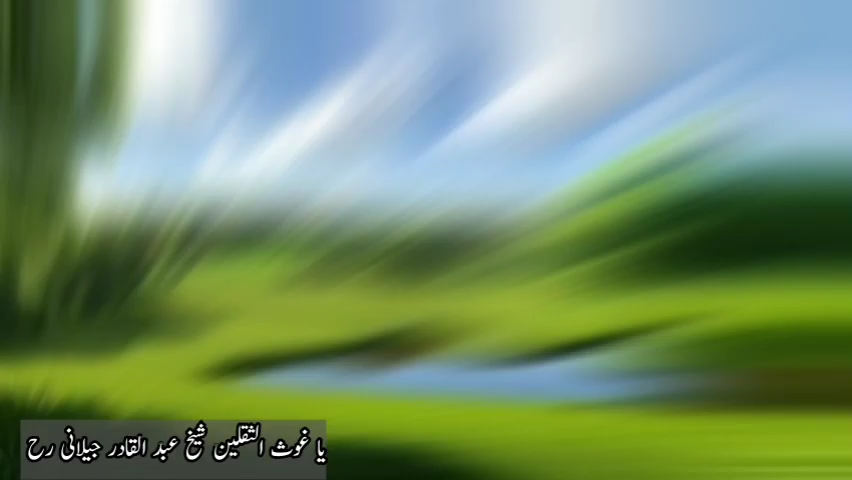 یا غوث الثقلین شیخ عبد القادر جیلانی رح